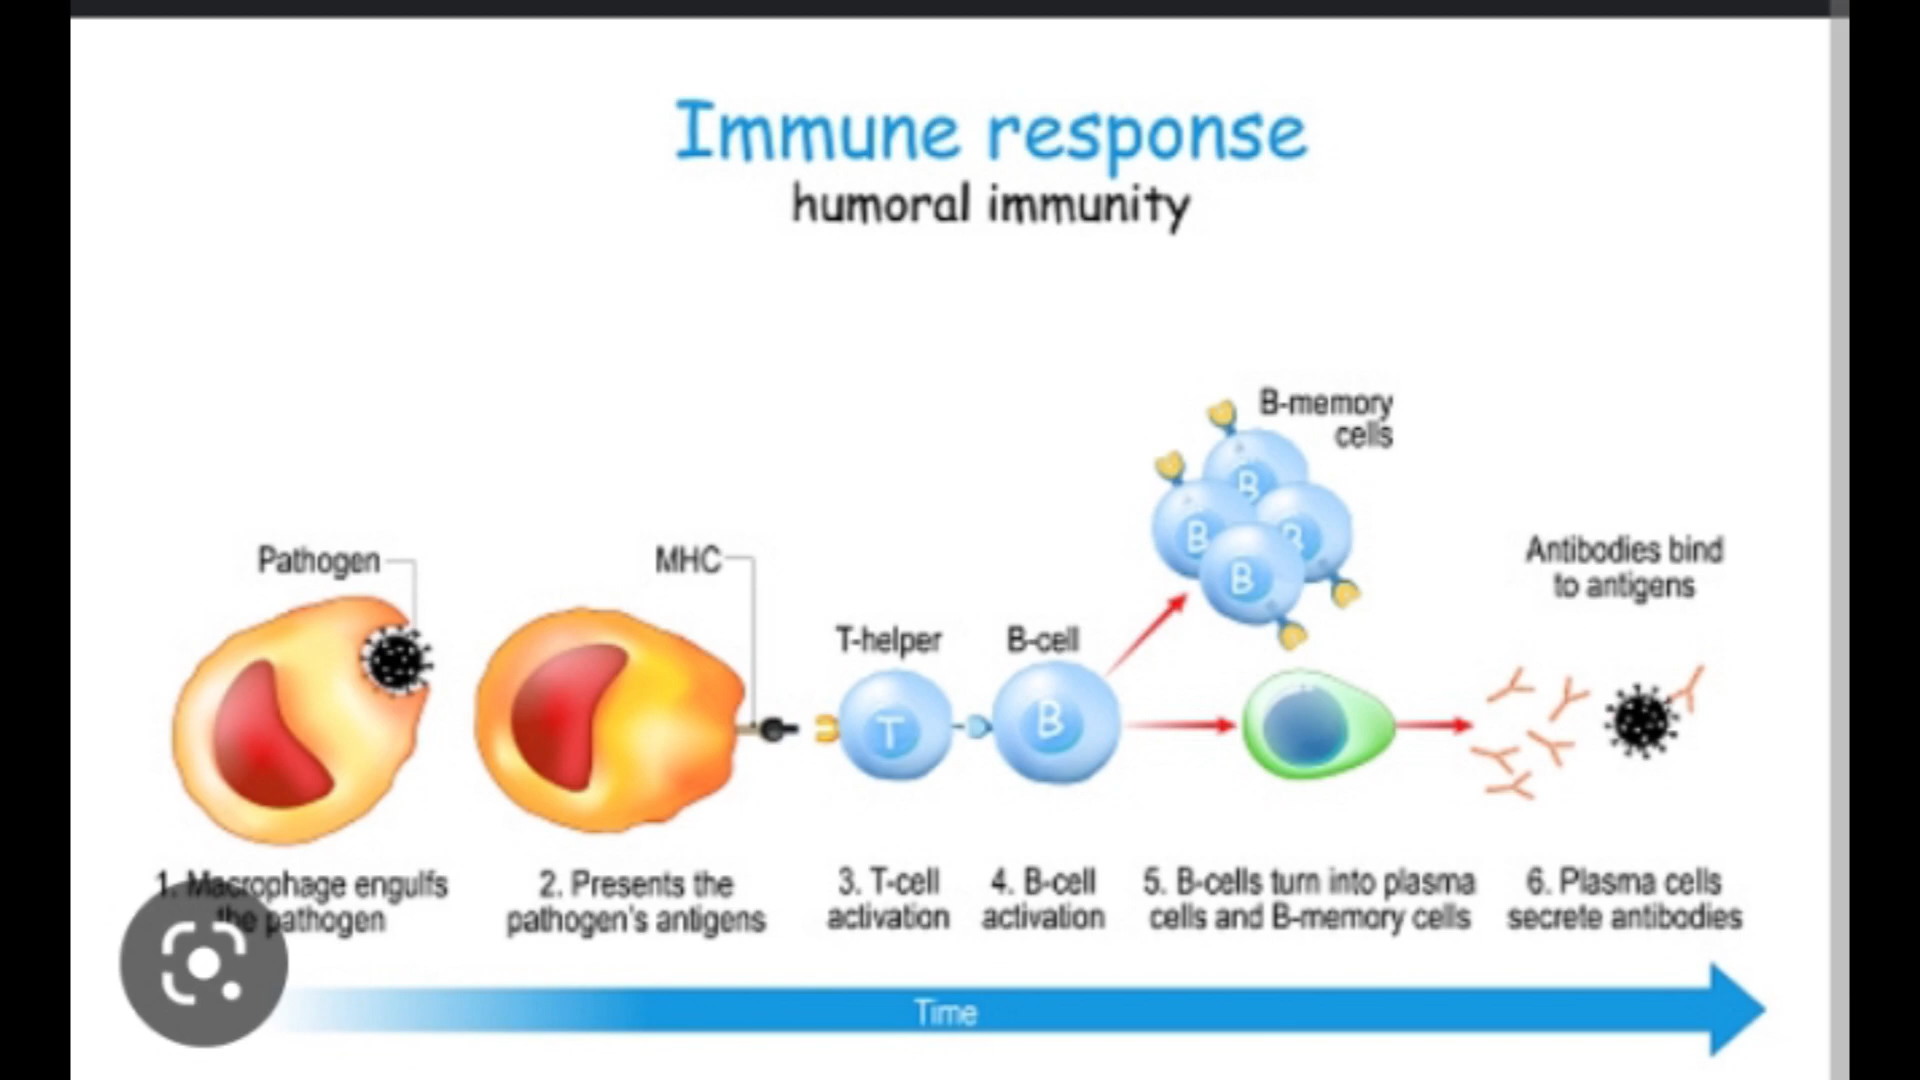 Immune response
humoral immunity
B-memory
cells
Pathogen
MHC
Antibodies bind
to antigens
T-helper
B-cell
B
B
B
B
T
B
1. Macrophage engulfs
the pathogen
2. Presents the
pathogen's antigens
3. T-cell
activation
4. B-cell
activation
5. B-cells turn into plasma
cells and B-memory cells
6. Plasma cells
secrete antibodies
Time